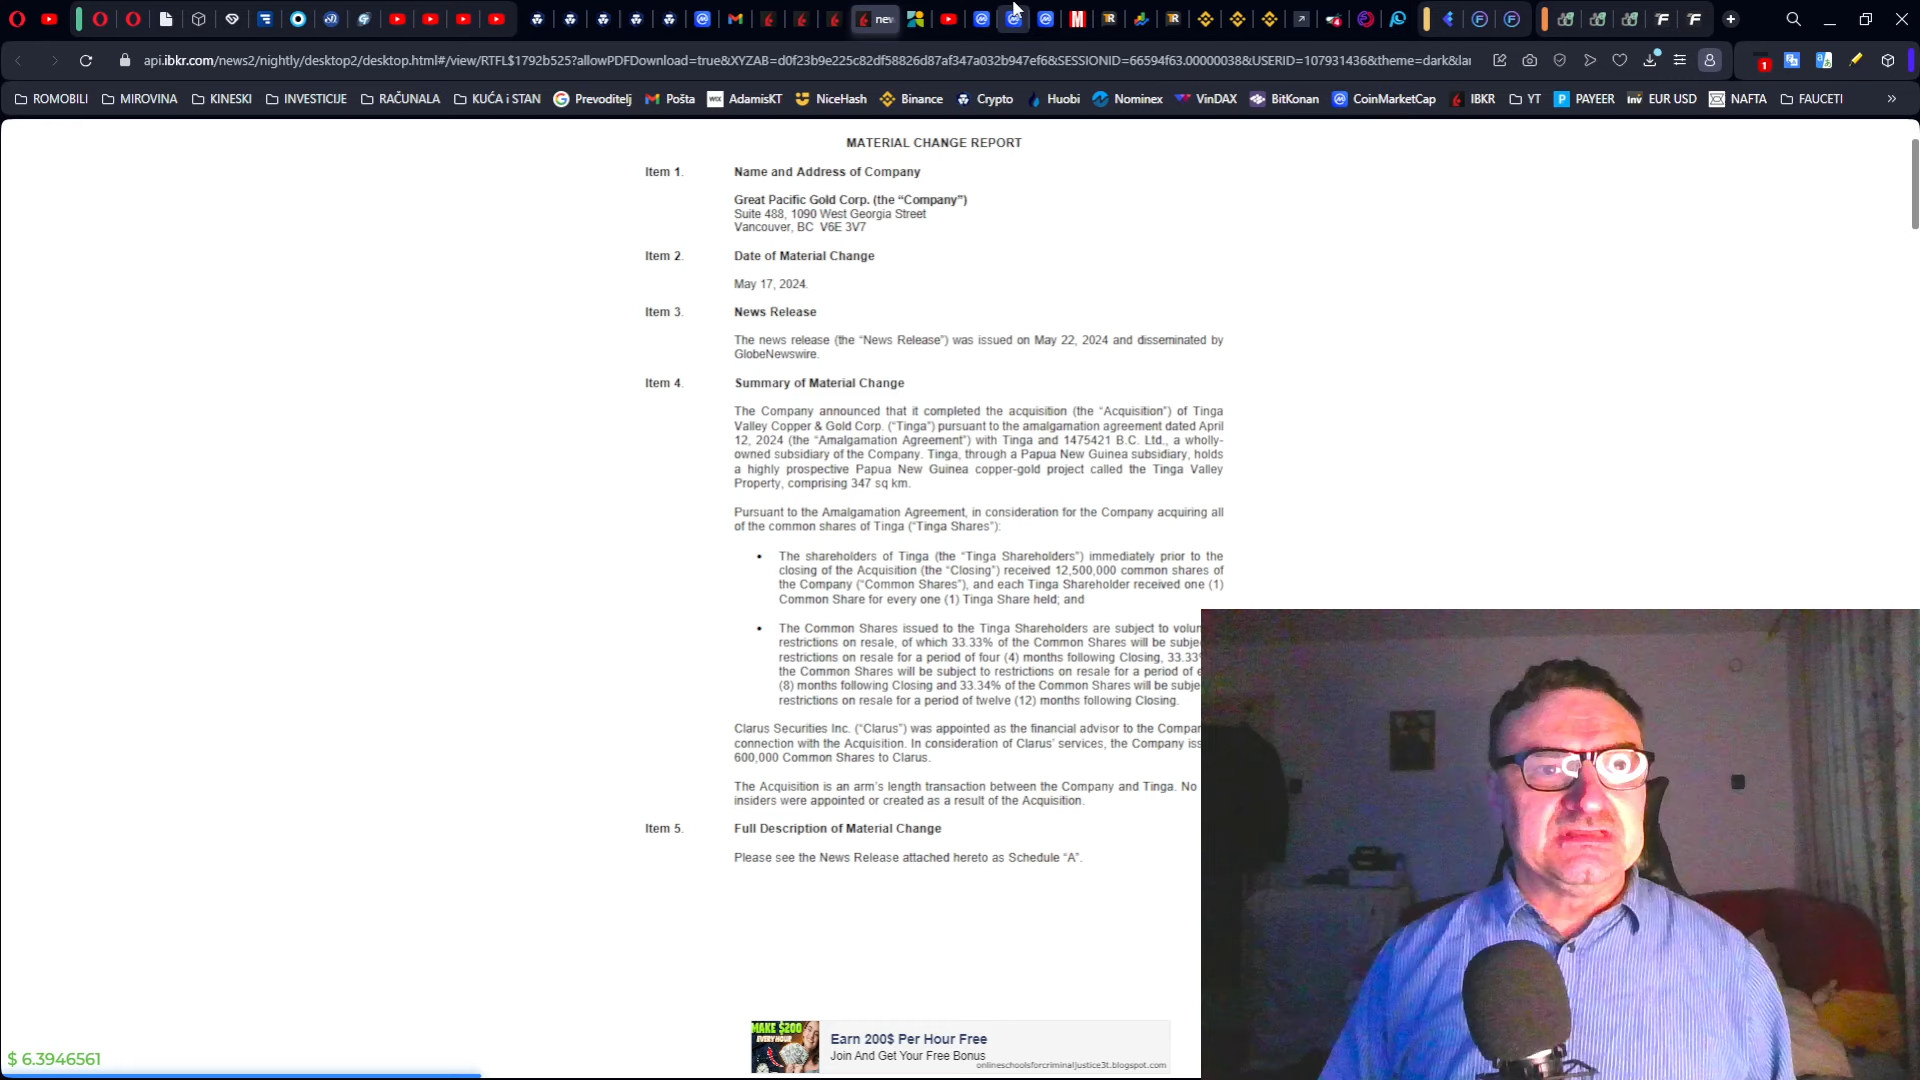 new
api.ibkr.com/news2/nightly/desktop2/desktop.html#/view/RTFL$1792b525?allowPDFDownload=true&XYZAB=d0f23b9e225c82df58826d87af347a032b947ef6&SESSIONID=66594f63.00000038&USERID=107931436&theme=dark&lar
1
ROMOBILI MIROVINA KINESKI INVESTICIJE RAČUNALA KUĆA i STAN Prevoditelj Pošta AdamisKT NiceHash Binance Crypto Huobi Nominex VinDAX BitKonan CoinMarketCap IBKR YT PAYEER EUR USD NAFTA FAUCETI
MATERIAL CHANGE REPORT
Item 1. Name and Address of Company
Great Pacific Gold Corp. (the “Company”)
Suite 488, 1090 West Georgia Street
Vancouver, BC V6E 3V7
Item 2. Date of Material Change
May 17, 2024.
Item 3. News Release
The news release (the “News Release”) was issued on May 22, 2024 and disseminated by
GlobeNewswire.
Item 4. Summary of Material Change
The Company announced that it completed the acquisition (the “Acquisition”) of Tinga
Valley Copper & Gold Corp. (“Tinga”) pursuant to the amalgamation agreement dated April
12, 2024 (the “Amalgamation Agreement”) with Tinga and 1475421 B.C. Ltd., a wholly-
owned subsidiary of the Company. Tinga, through a Papua New Guinea subsidiary, holds
a highly prospective Papua New Guinea copper-gold project called the Tinga Valley
Property, comprising 347 sq km.
Pursuant to the Amalgamation Agreement, in consideration for the Company acquiring all
of the common shares of Tinga (“Tinga Shares”):
• The shareholders of Tinga (the “Tinga Shareholders”) immediately prior to the
closing of the Acquisition (the “Closing”) received 12,500,000 common shares of
the Company (“Common Shares”), and each Tinga Shareholder received one (1)
Common Share for every one (1) Tinga Share held; and
• The Common Shares issued to the Tinga Shareholders are subject to volun
restrictions on resale, of which 33.33% of the Common Shares will be subje
restrictions on resale for a period of four (4) months following Closing, 33.33%
the Common Shares will be subject to restrictions on resale for a period of e
(8) months following Closing and 33.34% of the Common Shares will be subje
restrictions on resale for a period of twelve (12) months following Closing.
Clarus Securities Inc. (“Clarus”) was appointed as the financial advisor to the Compan
connection with the Acquisition. In consideration of Clarus’ services, the Company iss
600,000 Common Shares to Clarus.
The Acquisition is an arm’s length transaction between the Company and Tinga. No
insiders were appointed or created as a result of the Acquisition.
Item 5. Full Description of Material Change
Please see the News Release attached hereto as Schedule “A”.
MAKE $200
EVERY HOUR
Earn 200$ Per Hour Free
Join And Get Your Free Bonus
onlineschoolsforcriminaljustice3t.blogspot.com
$ 6.3946561